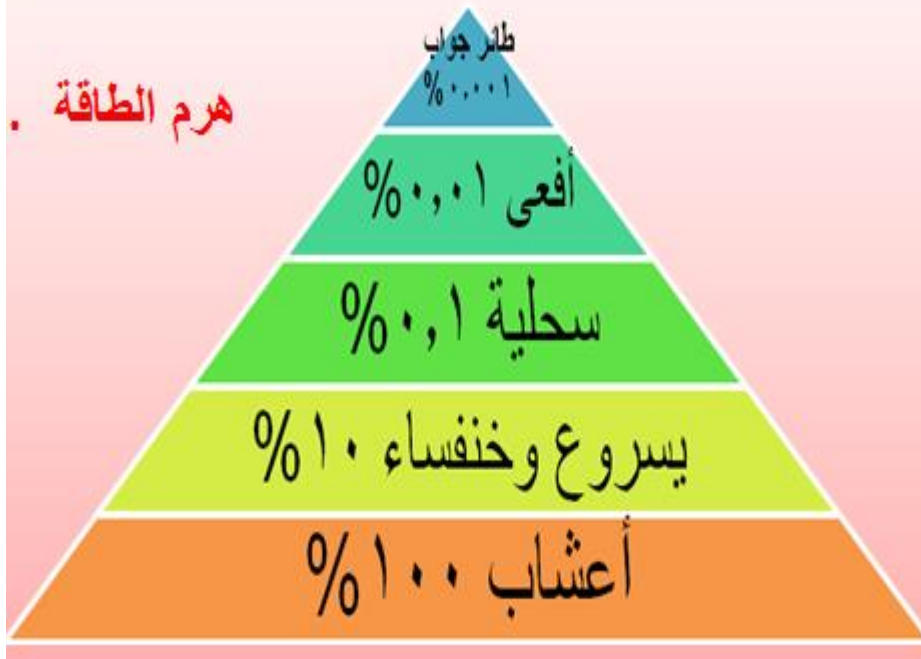 هرم الطاقة .
طائر جواب
٠,٠٠١%
أفعى ٠,٠١%
سحلية ٠,١%
يسروع وخنفساء ١٠%
أعشاب ١٠٠%